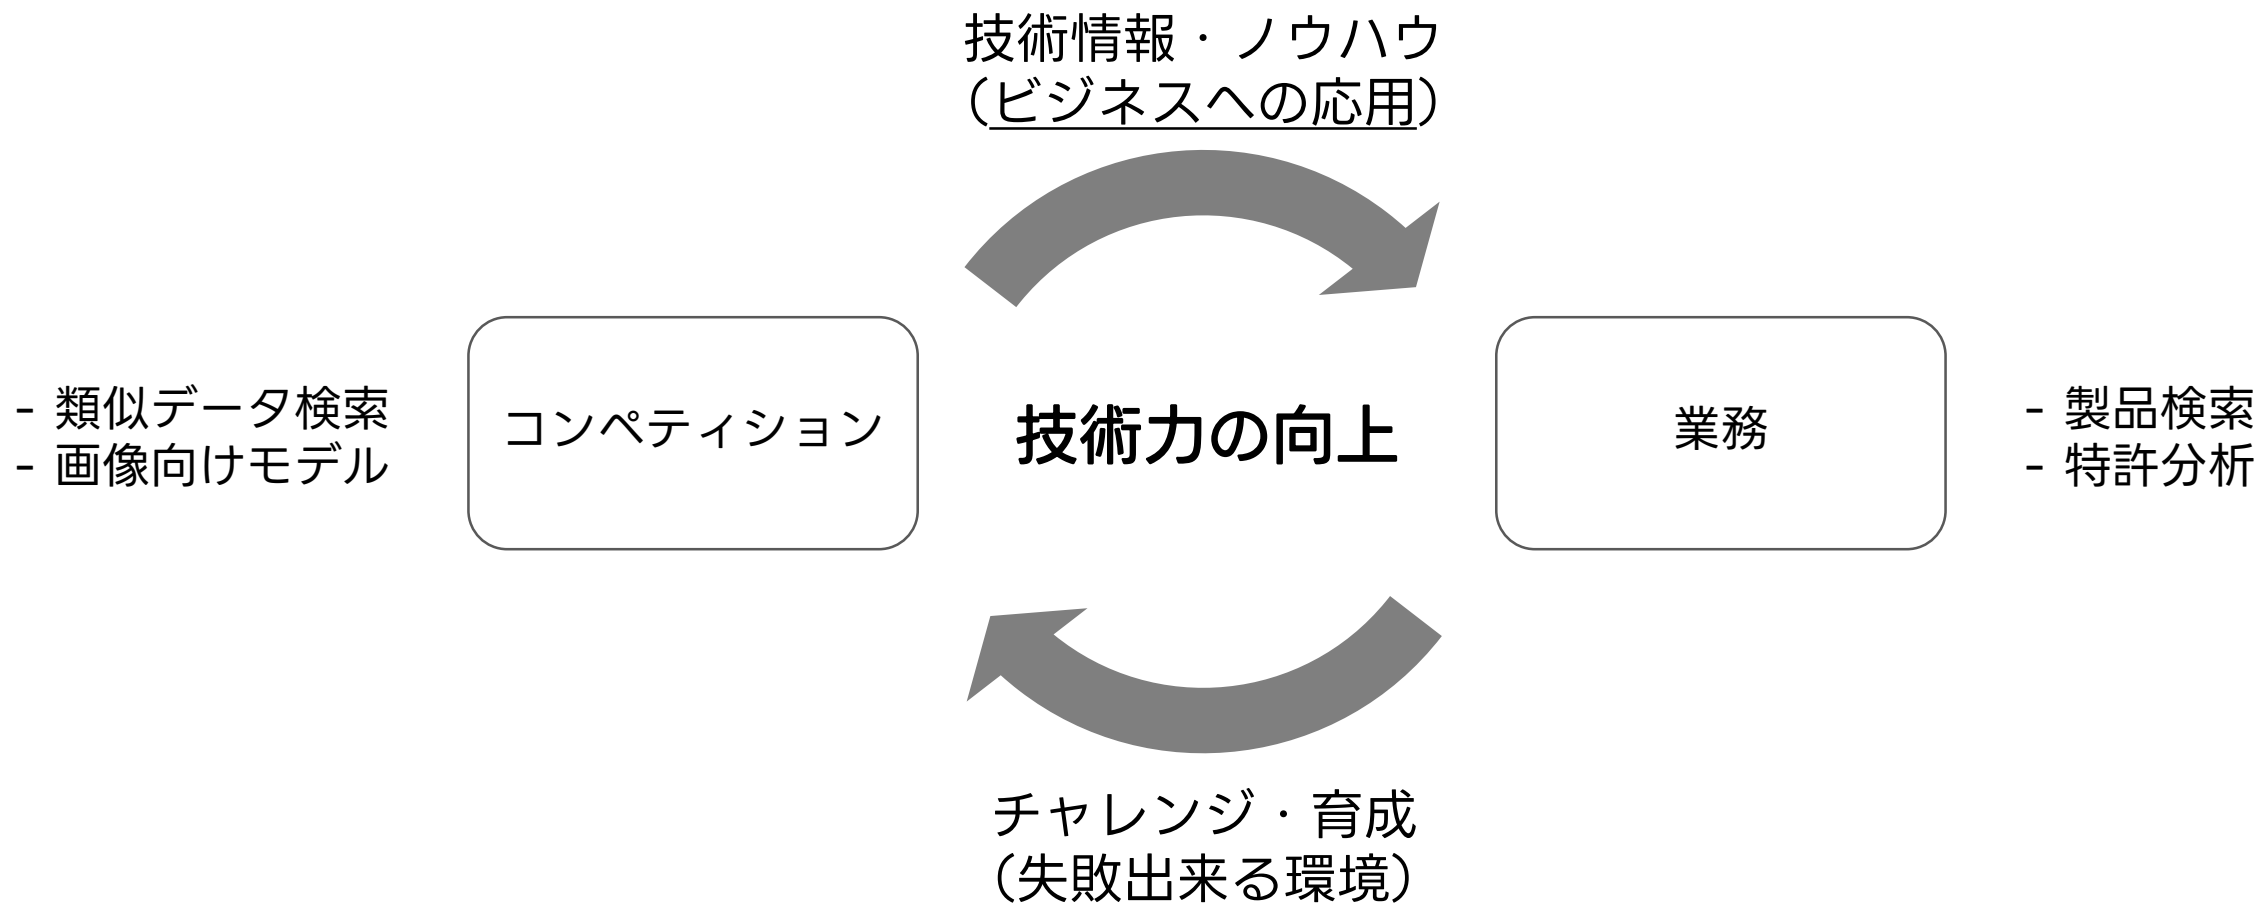 技術情報・ノウハウ
（ビジネスへの応用）
- 類似データ検索
- 画像向けモデル
コンペティション
技術力の向上
業務
- 製品検索
- 特許分析
チャレンジ・育成
（失敗出来る環境）